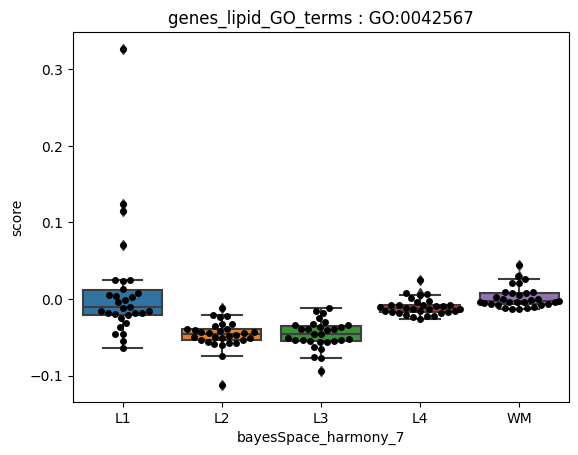 genes_lipid_GO_terms : GO:0042567
0.3
0.2
0.1
0.0
−0.1
score
L1 L2 L3 L4 WM
bayesSpace_harmony_7